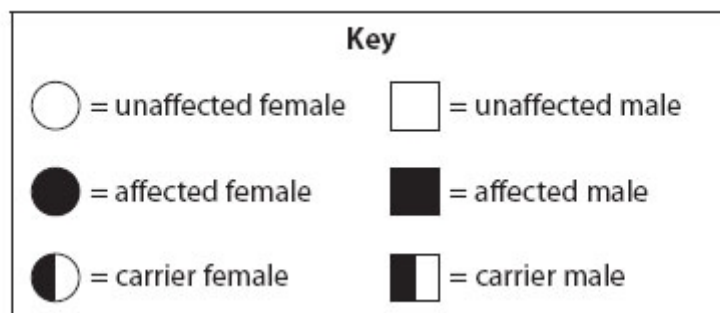 Key
= unaffected female = unaffected male
= affected female = affected male
= carrier female = carrier male